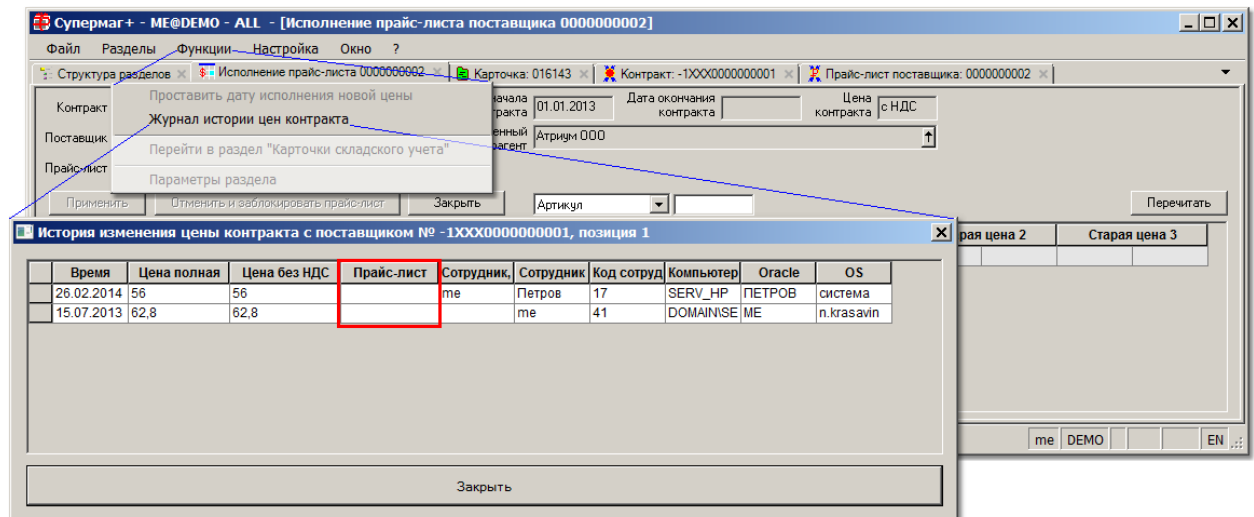 Супермаг+ - ME@DEMO - ALL - [Исполнение прайс-листа поставщика 0000000002]
Файл Разделы Функции Настройка Окно ?
Структура разделов Исполнение прайс-листа 0000000002 Карточка: 016143 Контракт: -1XXX0000000001 Прайс-лист поставщика: 0000000002
Проставить дату исполнения новой цены
Журнал истории цен контракта
Перейти в раздел "Карточки складского учета"
Параметры раздела
Контракт 01.01.2013 Дата окончания контракта Цена контракта с НДС
Поставщик Атриум ООО
Прайс-лист
Применить Отменить и заблокировать прайс-лист Закрыть Артикул Перечитать
цена 2 Старая цена 3
История изменения цены контракта с поставщиком № -1XXX0000000001, позиция 1
Время Цена полная Цена без НДС Прайс-лист Сотрудник, Сотрудник Код сотруд Компьютер Oracle OS
26.02.2014 56 56 me Петров 17 SERV_HP ПЕТРОВ система
15.07.2013 62,8 62,8 me 41 DOMAIN\SE ME n.krasavin
Закрыть
me DEMO EN